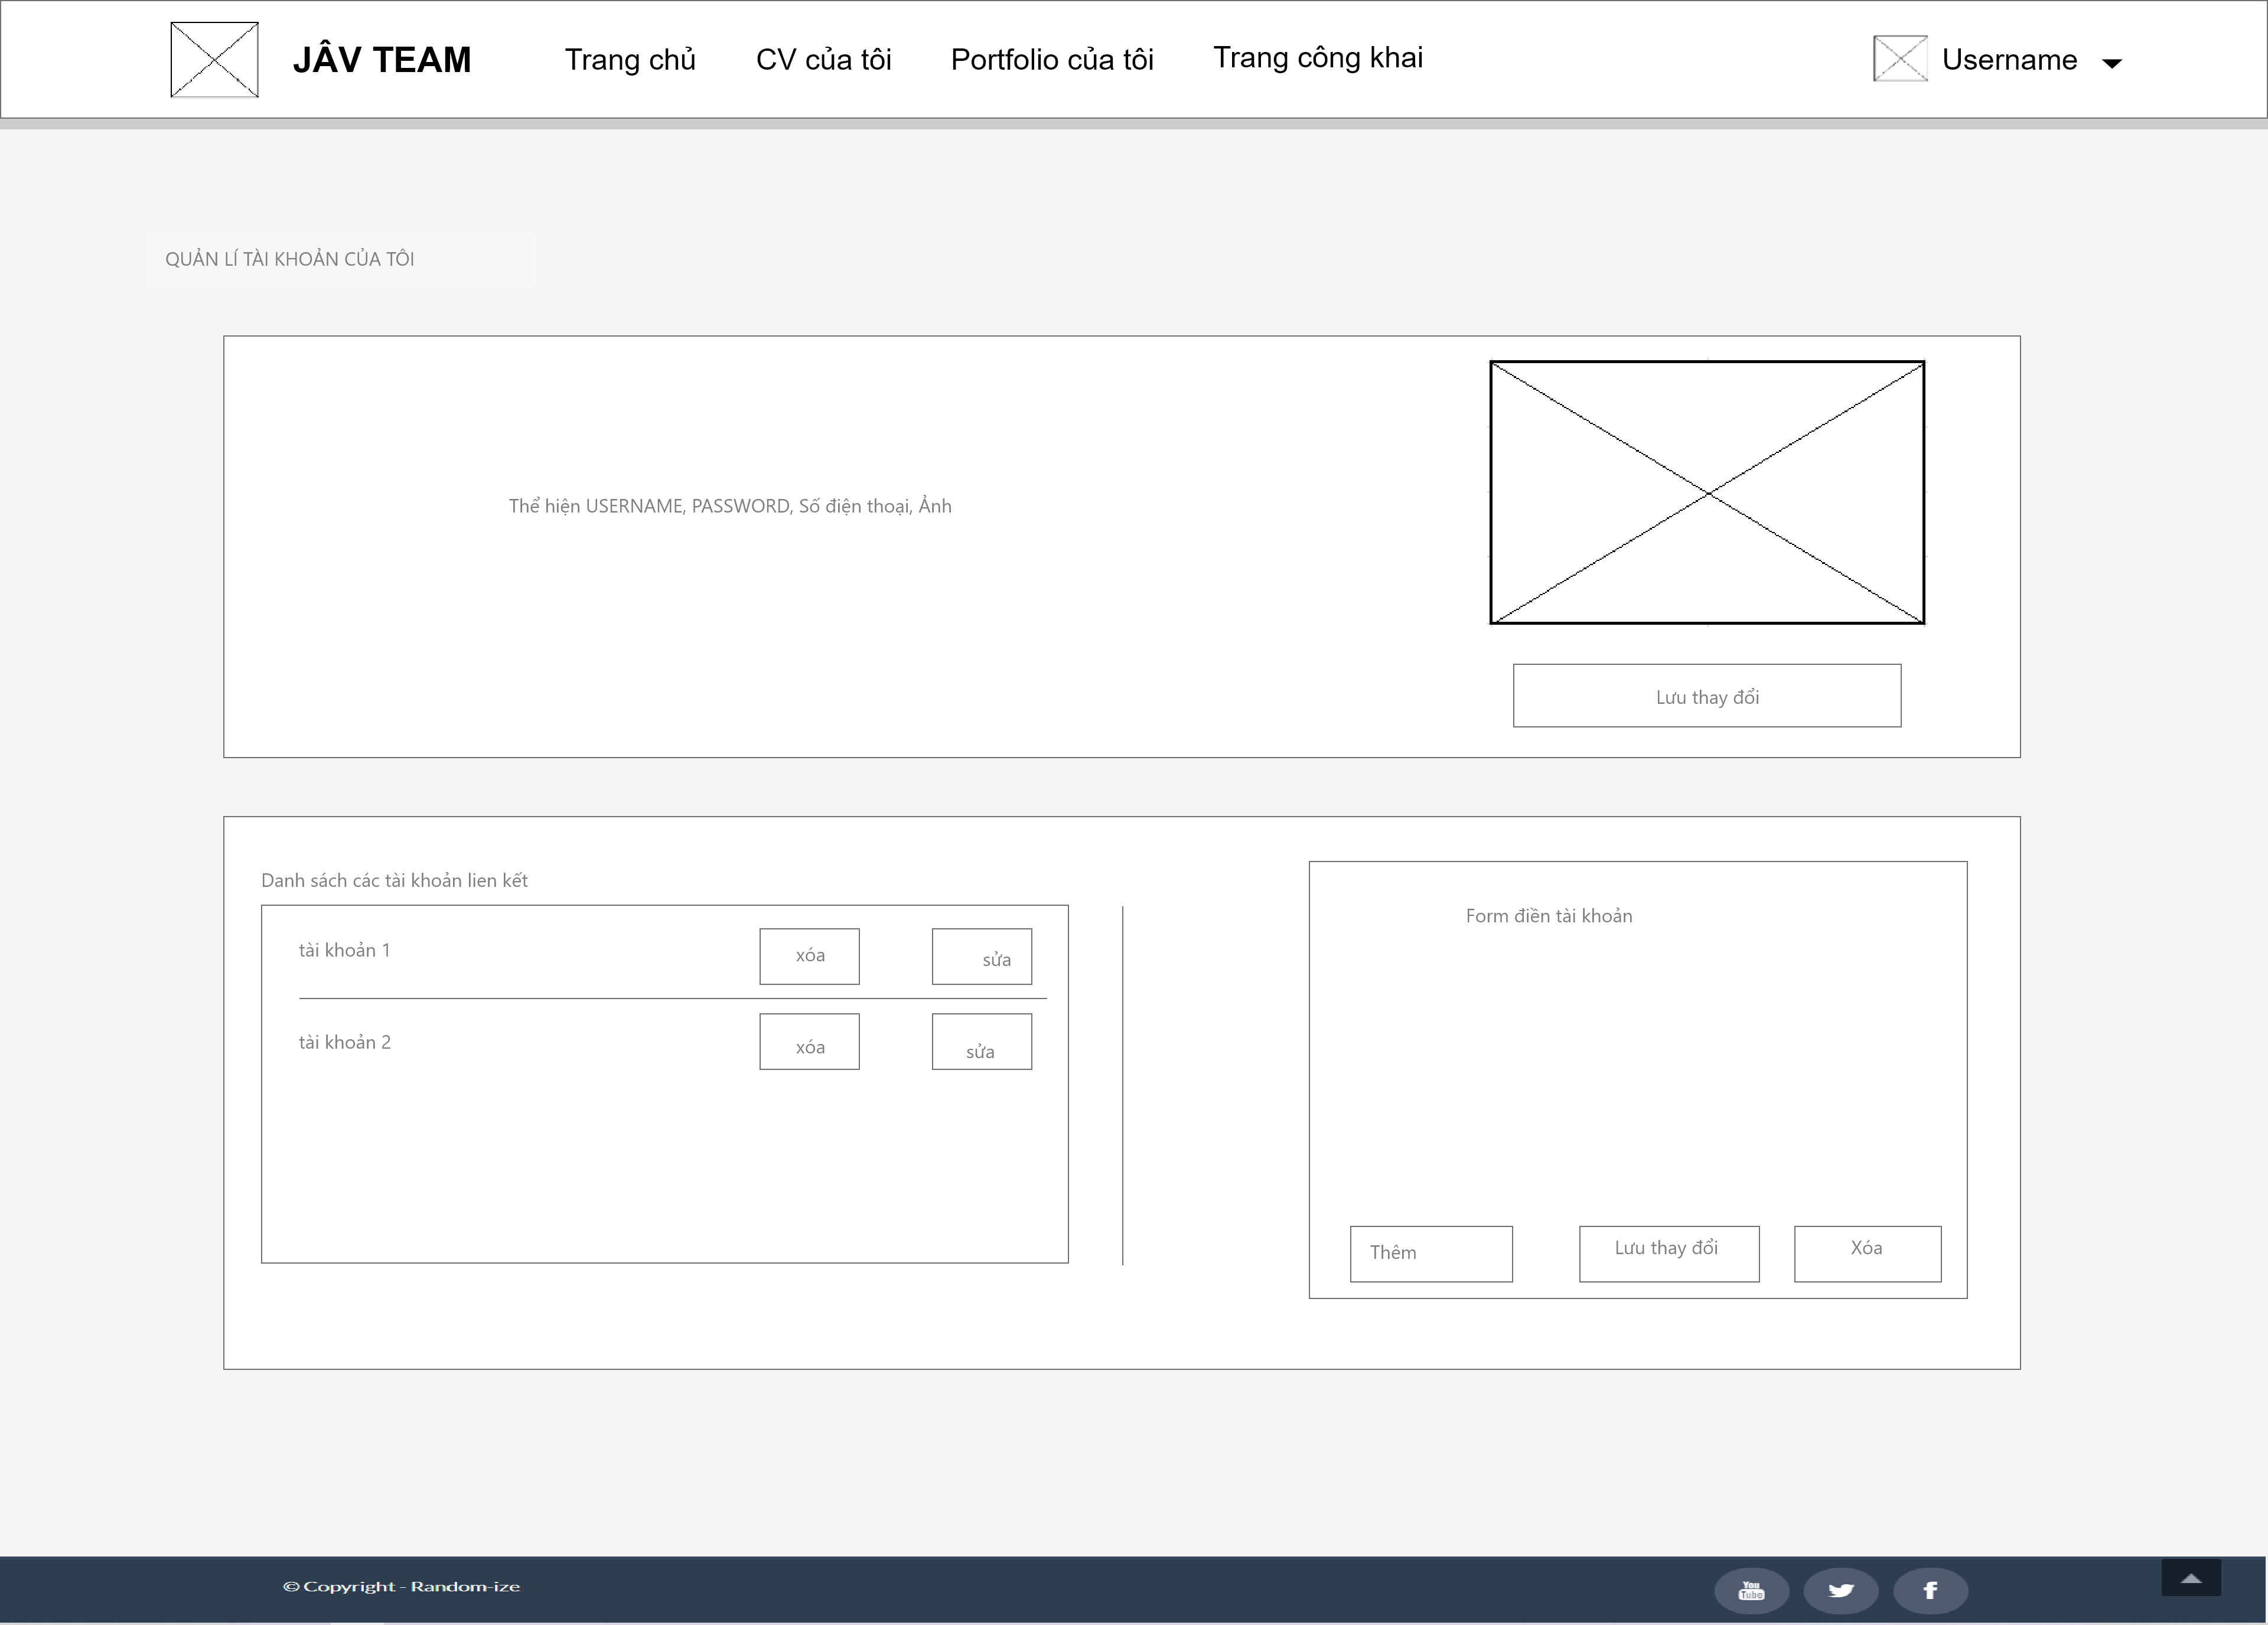 JÂV TEAM
Trang chủ
CV của tôi
Portfolio của tôi
Trang công khai
Username
QUẢN LÍ TÀI KHOẢN CỦA TÔI
Thể hiện USERNAME, PASSWORD, Số điện thoại, Ảnh
Lưu thay đổi
Danh sách các tài khoản lien kết
tài khoản 1
xóa
sửa
tài khoản 2
xóa
sửa
Form điền tài khoản
Thêm
Lưu thay đổi
Xóa
© Copyright - Random-ize
You
Tube